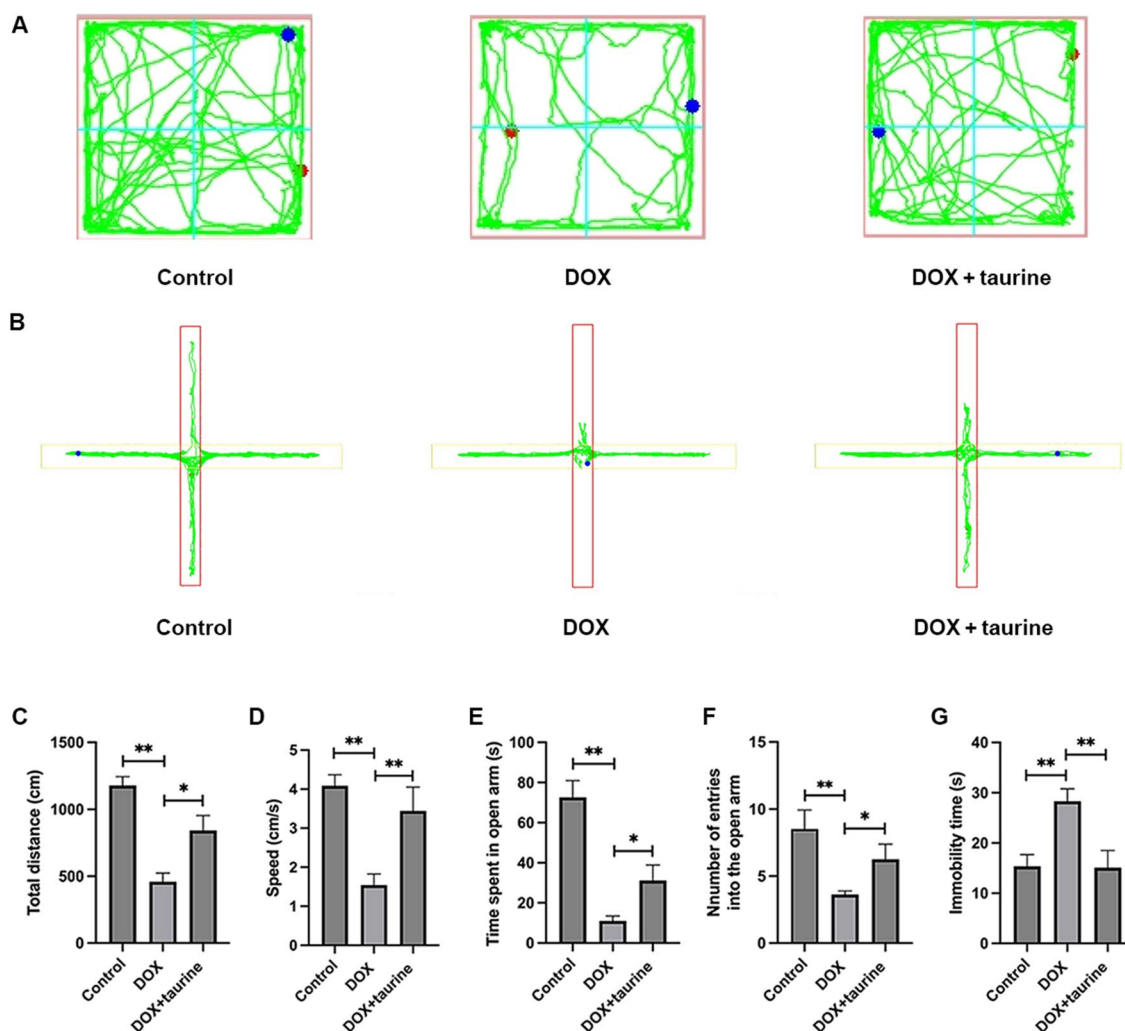 A
Control
DOX
DOX + taurine
B
Control
DOX
DOX + taurine
C
Total distance (cm)
1500
1000
500
0
**
*
Control
DOX
DOX+taurine
D
Speed (cm/s)
5
4
3
2
1
0
**
**
Control
DOX
DOX+taurine
E
Time spent in open arm (s)
100
80
60
40
20
0
**
*
Control
DOX
DOX+taurine
F
Nnumber of entries
into the open arm
15
10
5
0
**
*
Control
DOX
DOX+taurine
G
Immobility time (s)
40
30
20
10
0
**
**
Control
DOX
DOX+taurine